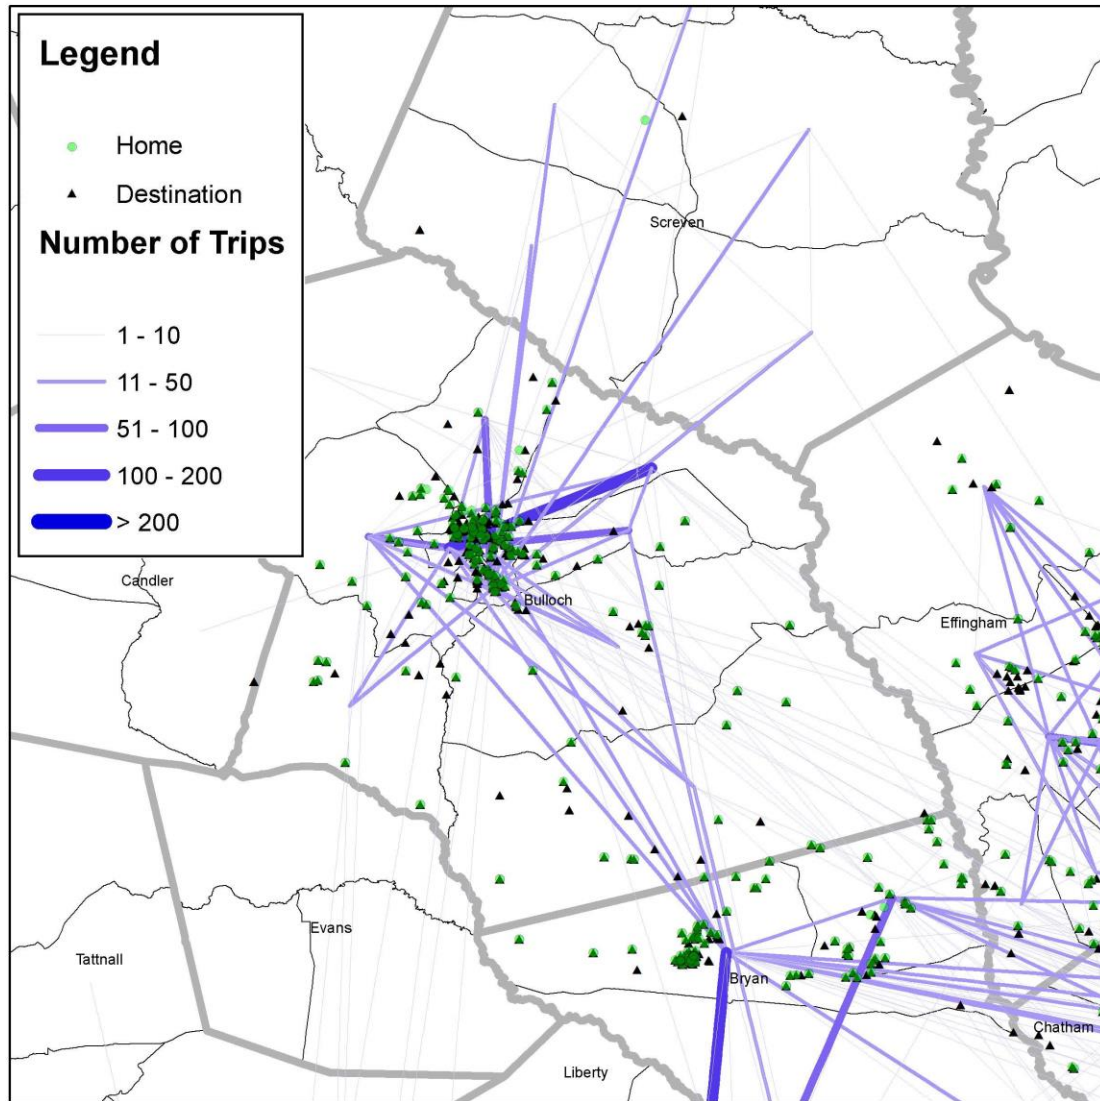 Legend
Home
Destination
Number of Trips
1 - 10
11 - 50
51 - 100
100 - 200
> 200
Screven
Candler
Bulloch
Effingham
Evans
Tattnall
Bryan
Chatham
Liberty